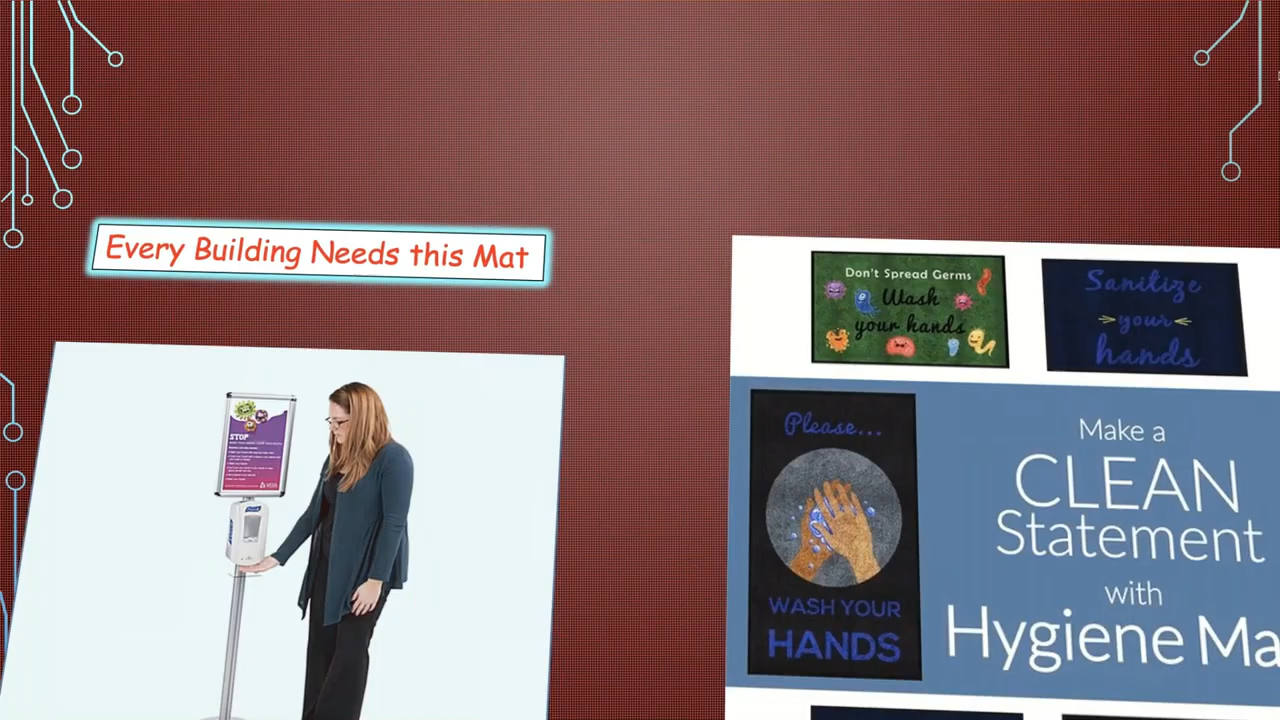 Every Building Needs this Mat
STOP
Don't Spread Germs
Wash
your hands
Sanitize
your
hands
Please...
WASH YOUR
HANDS
Make a
CLEAN
Statement
with
Hygiene Ma